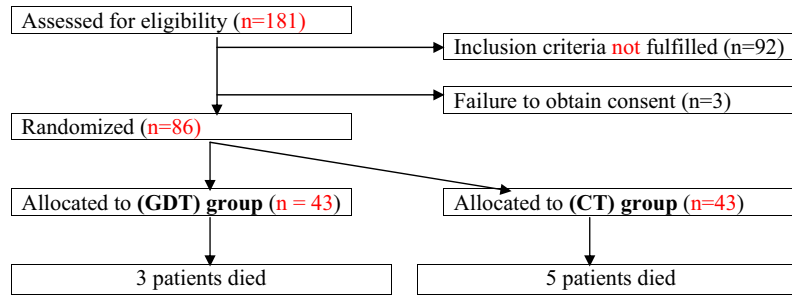 Assessed for eligibility (n=181)
Inclusion criteria not fulfilled (n=92)
Failure to obtain consent (n=3)
Randomized (n=86)
Allocated to (GDT) group (n = 43)
Allocated to (CT) group (n=43)
3 patients died
5 patients died